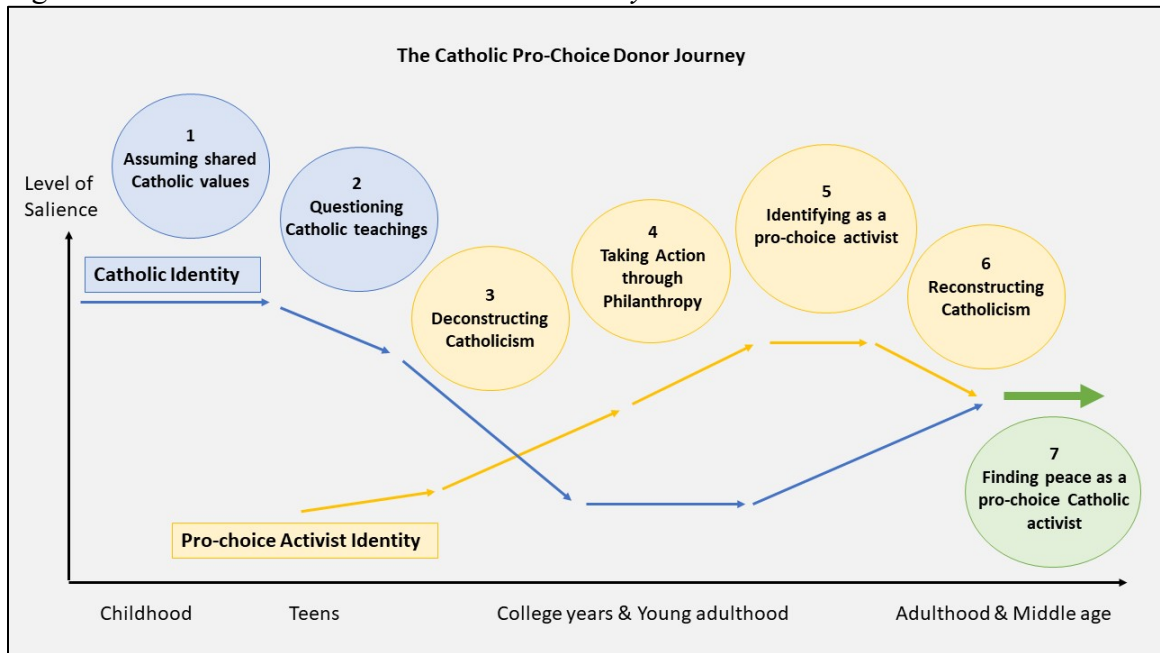 The Catholic Pro-Choice Donor Journey
1
Assuming shared
Catholic values
2
Questioning
Catholic teachings
3
Deconstructing
Catholicism
4
Taking Action
through
Philanthropy
5
Identifying as a
pro-choice activist
6
Reconstructing
Catholicism
7
Finding peace as a
pro-choice Catholic
activist
Level of
Salience
Catholic Identity
Pro-choice Activist Identity
Childhood
Teens
College years & Young adulthood
Adulthood & Middle age